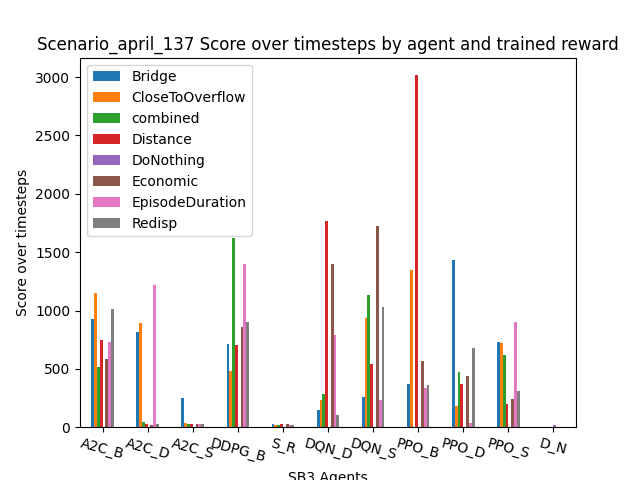 Scenario_april_137 Score over timesteps by agent and trained reward
Score over timesteps
3000
2500
2000
1500
1000
500
0
Bridge
CloseToOverflow
combined
Distance
DoNothing
Economic
EpisodeDuration
Redisp
A2C_B
A2C_D
A2C_S
DDPG_B
S_R
DQN_D
DQN_S
PPO_B
PPO_D
PPO_S
D_N
SB3 Agents